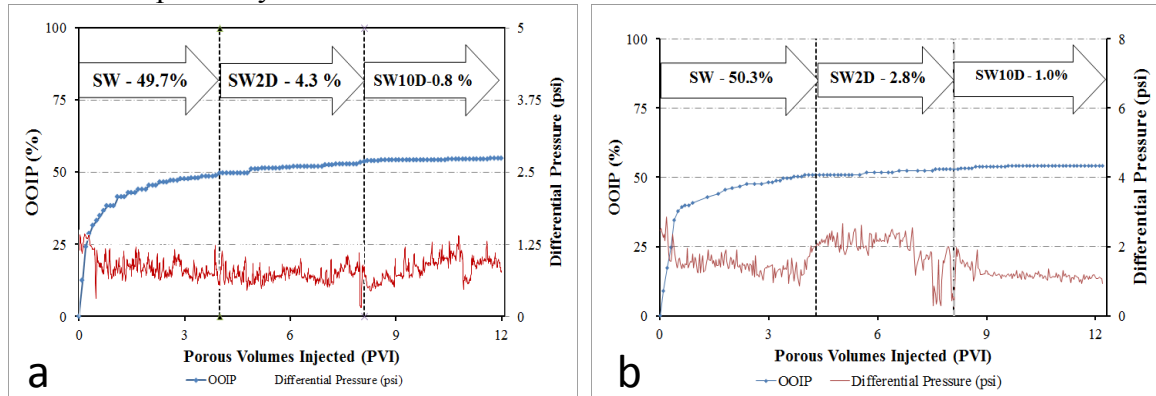 100
75
50
25
0
OOIP (%)
SW - 49.7%
SW2D - 4.3 %
SW10D-0.8 %
5
3.75
2.5
1.25
0
Differential Pressure (psi)
0
3
6
9
12
Porous Volumes Injected (PVI)
OOIP
Differential Pressure (psi)
a
100
75
50
25
0
OOIP (%)
SW - 50.3%
SW2D - 2.8%
SW10D - 1.0%
8
6
4
2
0
Differential Pressure (psi)
0
3
6
9
12
Porous Volumes Injected (PVI)
OOIP
Differential Pressure (psi)
b